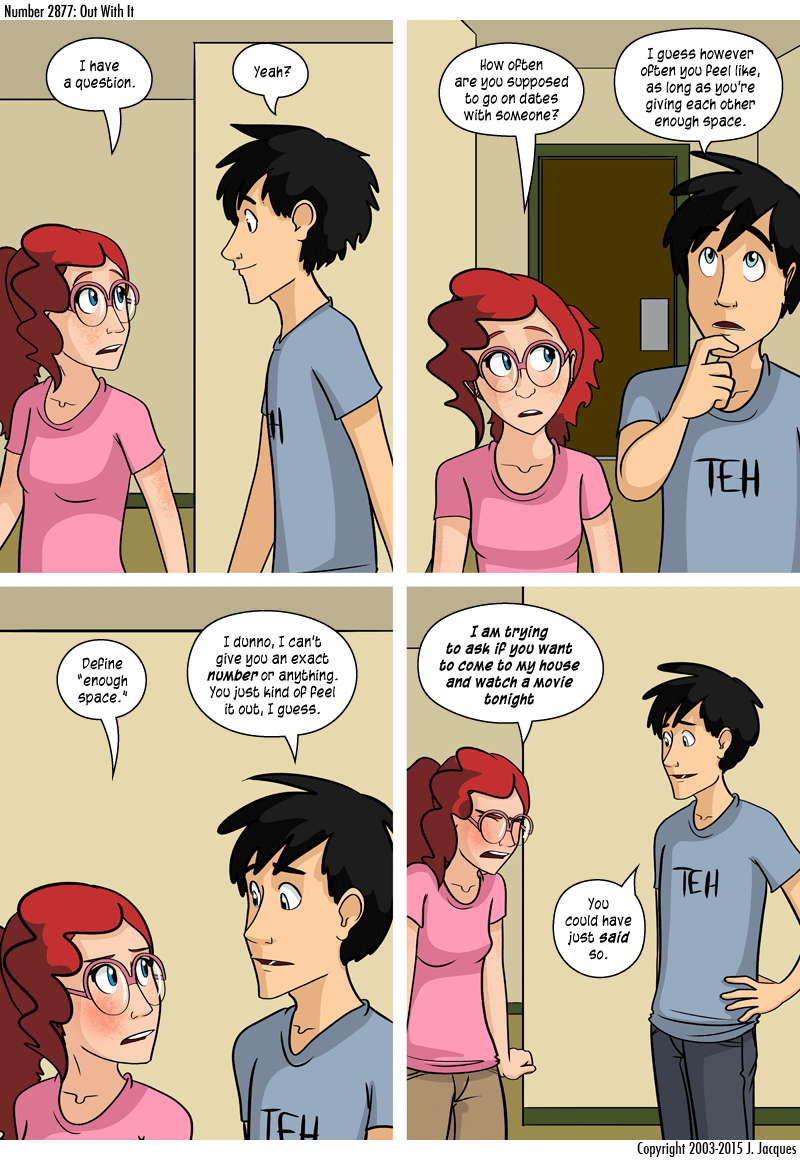 Number 2877: Out With It
I have
a question.
Yeah?
How often
are you supposed
to go on dates
with someone?
I guess however
often you feel like,
as long as you're
giving each other
enough space.
H
TEH
Define
"enough
space."
I dunno, I can't
give you an exact
number or anything.
You just kind of feel
it out, I guess.
TEH
I am trying
to ask if you want
to come to my house
and watch a movie
tonight
TEH
You
could have
just said
so.
Copyright 2003-2015 J. Jacques